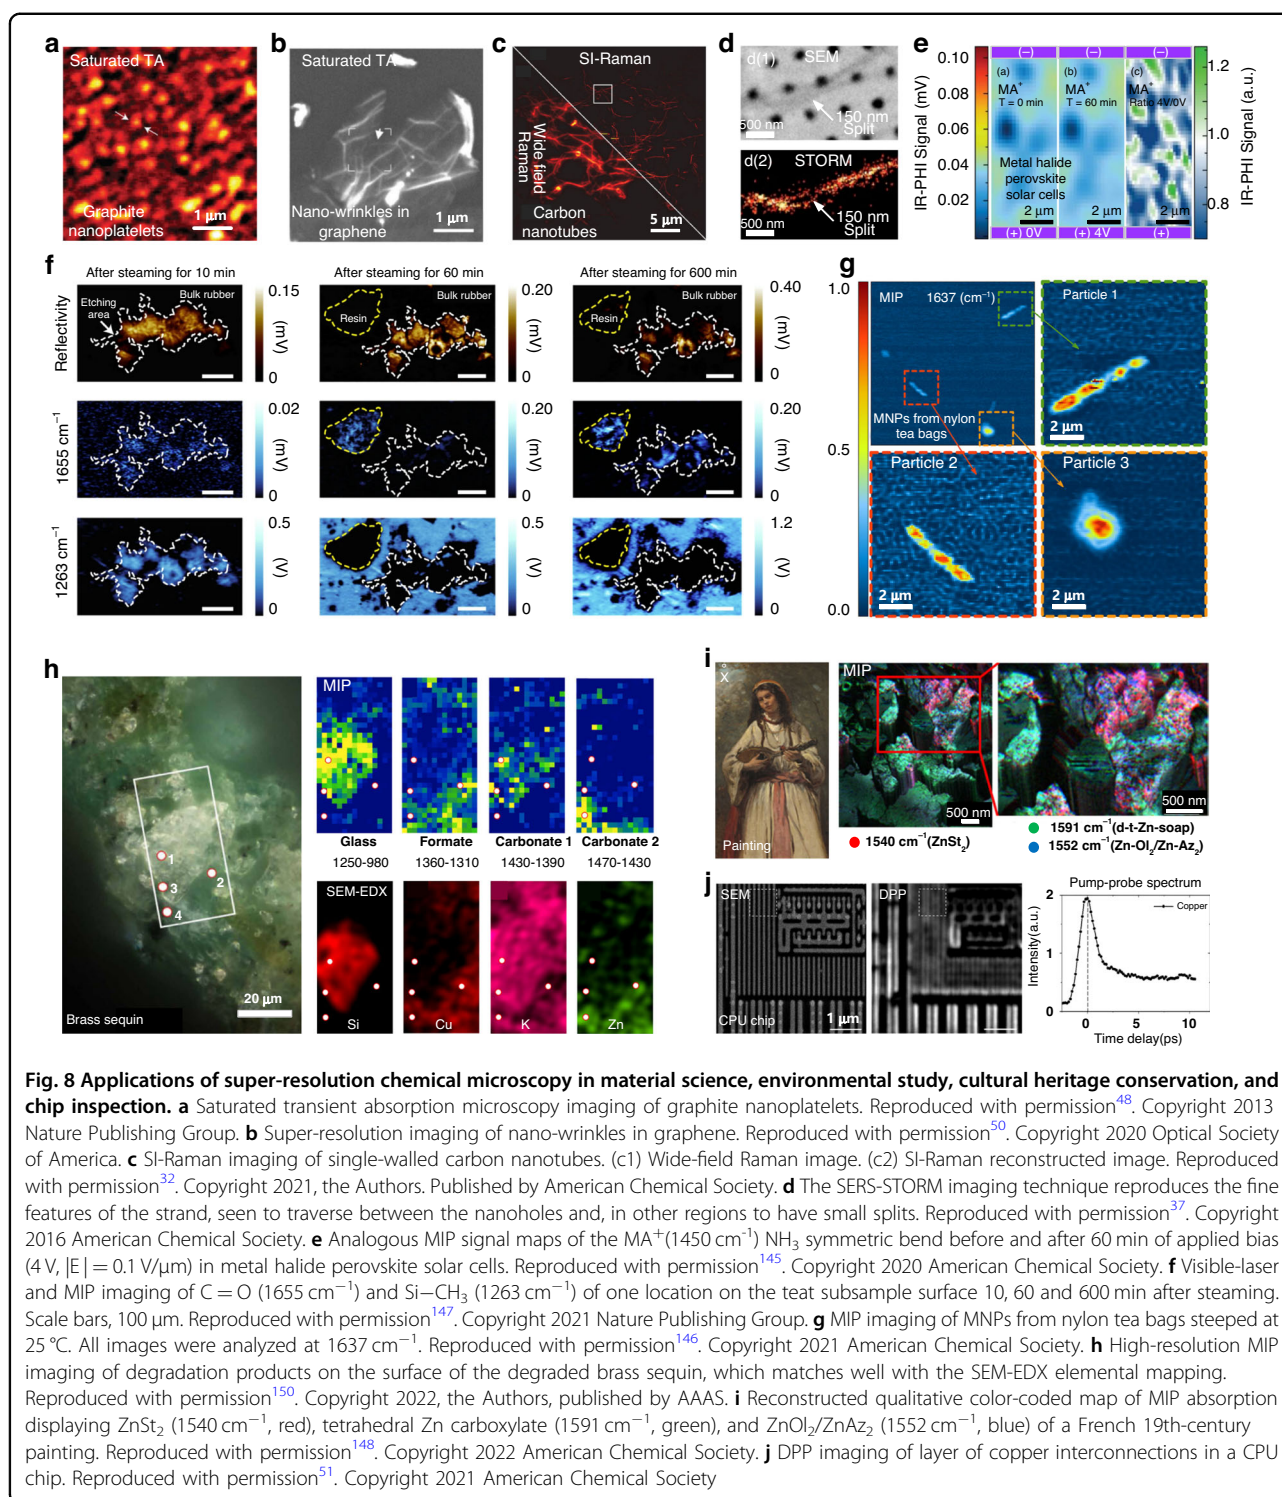 a
Saturated TA
Graphite
nanoplatelets
1 μm
b
Saturated TA
Nano-wrinkles in
graphene
1 μm
c
SI-Raman
Wide field
Raman
Carbon
nanotubes
5 μm
d
d(1)
SEM
150 nm
Split
500 nm
d(2)
STORM
150 nm
Split
500 nm
e
IR-PHI Signal (mV)
0.10
0.08
0.06
0.04
0.02
(−)
(−)
(−)
(a)
MA+
T = 0 min
(b)
MA+
T = 60 min
(c)
MA+
Ratio 4V/0V
Metal halide
perovskite
solar cells
2 μm
2 μm
2 μm
(+) 0V
(+) 4V
(+)
1.2
1.0
0.8
IR-PHI Signal (a.u.)
f
After steaming for 10 min
After steaming for 60 min
After steaming for 600 min
Reflectivity
Etching
area
Bulk rubber
0.15
(mV)
0
Resin
Bulk rubber
0.20
(mV)
0
Resin
Bulk rubber
0.40
(mV)
0
1655 cm−1
0.02
(mV)
0
0.20
(mV)
0
0.20
(mV)
0
1263 cm−1
0.5
(V)
0
0.5
(V)
0
1.2
(V)
0
g
1.0
0.5
0.0
MIP
1637 (cm−1)
MNPs from nylon
tea bags
Particle 1
2 μm
Particle 2
2 μm
Particle 3
2 μm
h
1
2
3
4
20 μm
Brass sequin
MIP
Glass
Formate
Carbonate 1
Carbonate 2
1250-980
1360-1310
1430-1390
1470-1430
SEM-EDX
Si
Cu
K
Zn
i
X
Painting
MIP
500 nm
500 nm
1540 cm−1(ZnSt2)
1591 cm−1(d-t-Zn-soap)
1552 cm−1(Zn-Ol2/Zn-Az2)
j
SEM
CPU chip
1 μm
DPP
Pump-probe spectrum
Copper
Intensity(a.u.)
2
1
0
0
5
10
Time delay(ps)
Fig. 8 Applications of super-resolution chemical microscopy in material science, environmental study, cultural heritage conservation, and
chip inspection. a Saturated transient absorption microscopy imaging of graphite nanoplatelets. Reproduced with permission48. Copyright 2013
Nature Publishing Group. b Super-resolution imaging of nano-wrinkles in graphene. Reproduced with permission50. Copyright 2020 Optical Society
of America. c SI-Raman imaging of single-walled carbon nanotubes. (c1) Wide-field Raman image. (c2) SI-Raman reconstructed image. Reproduced
with permission32. Copyright 2021, the Authors. Published by American Chemical Society. d The SERS-STORM imaging technique reproduces the fine
features of the strand, seen to traverse between the nanoholes and, in other regions to have small splits. Reproduced with permission37. Copyright
2016 American Chemical Society. e Analogous MIP signal maps of the MA+(1450 cm-1) NH3 symmetric bend before and after 60 min of applied bias
(4 V, |E | = 0.1 V/μm) in metal halide perovskite solar cells. Reproduced with permission145. Copyright 2020 American Chemical Society. f Visible-laser
and MIP imaging of C = O (1655 cm−1) and Si−CH3 (1263 cm−1) of one location on the teat subsample surface 10, 60 and 600 min after steaming.
Scale bars, 100 μm. Reproduced with permission147. Copyright 2021 Nature Publishing Group. g MIP imaging of MNPs from nylon tea bags steeped at
25 °C. All images were analyzed at 1637 cm−1. Reproduced with permission146. Copyright 2021 American Chemical Society. h High-resolution MIP
imaging of degradation products on the surface of the degraded brass sequin, which matches well with the SEM-EDX elemental mapping.
Reproduced with permission150. Copyright 2022, the Authors, published by AAAS. i Reconstructed qualitative color-coded map of MIP absorption
displaying ZnSt2 (1540 cm−1, red), tetrahedral Zn carboxylate (1591 cm−1, green), and ZnOl2/ZnAz2 (1552 cm−1, blue) of a French 19th-century
painting. Reproduced with permission148. Copyright 2022 American Chemical Society. j DPP imaging of layer of copper interconnections in a CPU
chip. Reproduced with permission51. Copyright 2021 American Chemical Society